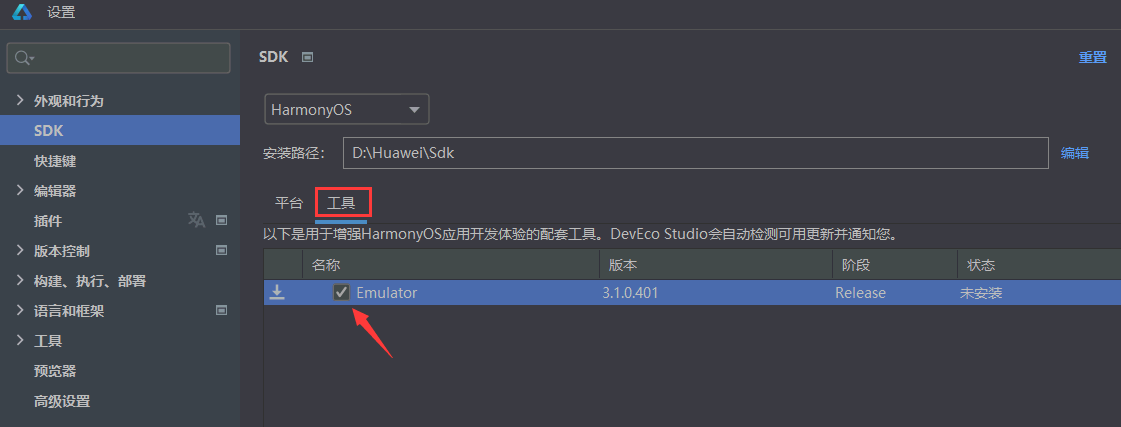 设置
SDK
重置
外观和行为
HarmonyOS
SDK
安装路径： D:\Huawei\Sdk 编辑
快捷键
编辑器
平台 工具
插件
以下是用于增强HarmonyOS应用开发体验的配套工具。DevEco Studio会自动检测可用更新并通知您。
版本控制
名称 版本 阶段 状态
构建、执行、部署
Emulator 3.1.0.401 Release 未安装
语言和框架
工具
预览器
高级设置